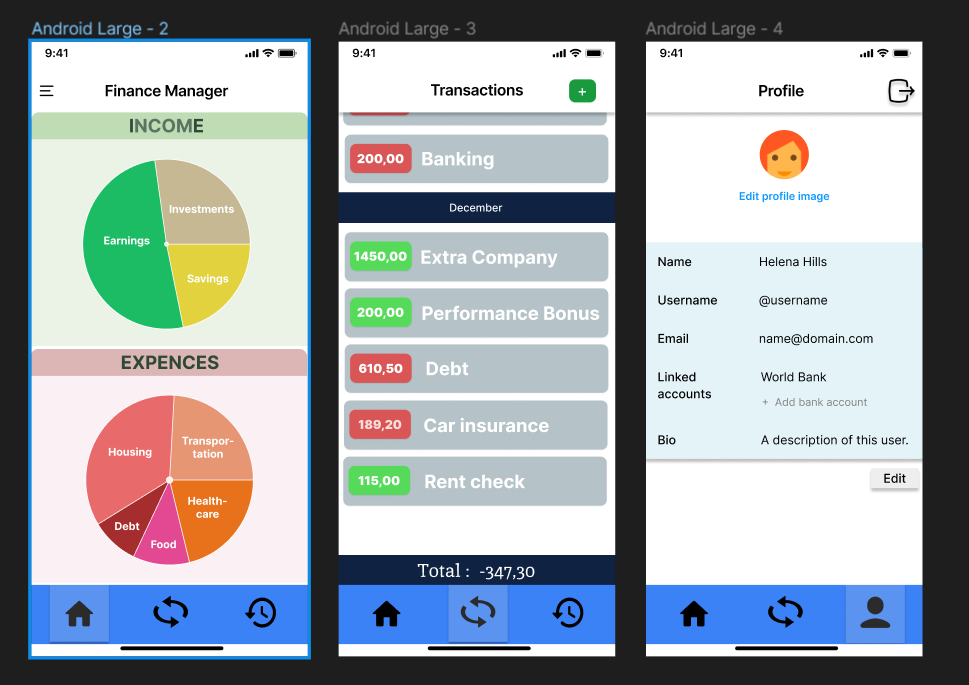 Android Large - 2
9:41
Finance Manager
INCOME
Investments
Earnings
Savings
EXPENCES
Housing
Transpor-
tation
Health-
care
Debt
Food
Android Large - 3
9:41
Transactions
+
200,00 Banking
December
1450,00 Extra Company
200,00 Performance Bonus
610,50 Debt
189,20 Car insurance
115,00 Rent check
Total : -347,30
Android Large - 4
9:41
Profile
Edit profile image
Name Helena Hills
Username @username
Email name@domain.com
Linked World Bank
accounts
+ Add bank account
Bio A description of this user.
Edit